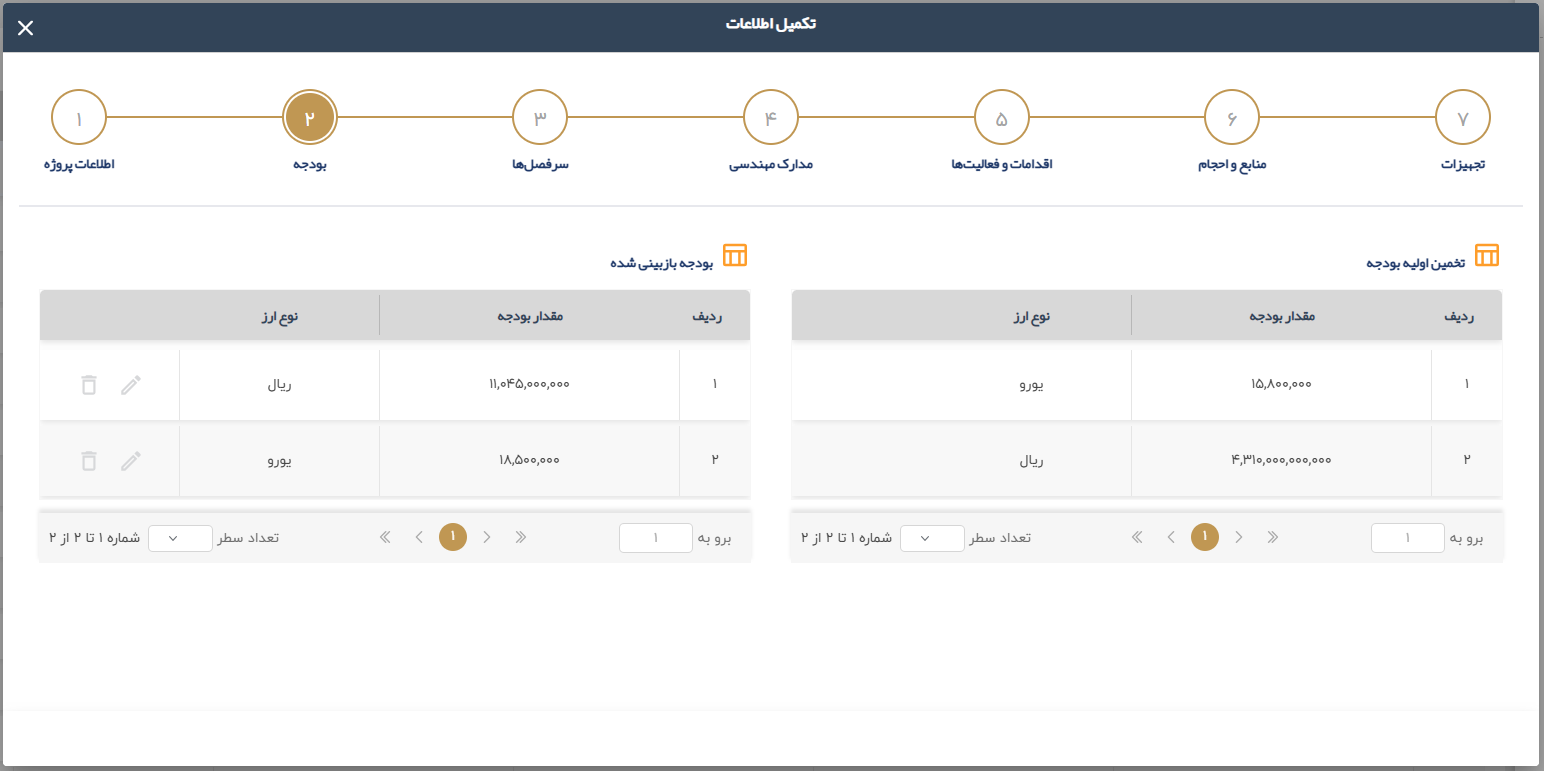 تکمیل اطلاعات
۱ ۲ ۳ ۴ ۵ ۶ ۷
اطلاعات پروژه بودجه سرفصل‌ها مدارک مهندسی اقدامات و فعالیت‌ها منابع و احجام تجهیزات
تخمین اولیه بودجه
ردیف مقدار بودجه نوع ارز
۱ ۱۵,۸۰۰,۰۰۰ یورو
۲ ۴,۳۱۰,۰۰۰,۰۰۰,۰۰۰ ریال
برو به ۱ ۱ تعداد سطر شماره ۱ تا ۲ از ۲
بودجه بازبینی شده
ردیف مقدار بودجه نوع ارز
۱ ۱۱,۰۴۵,۰۰۰,۰۰۰ ریال
۲ ۱۸,۵۰۰,۰۰۰ یورو
برو به ۱ ۱ تعداد سطر شماره ۱ تا ۲ از ۲